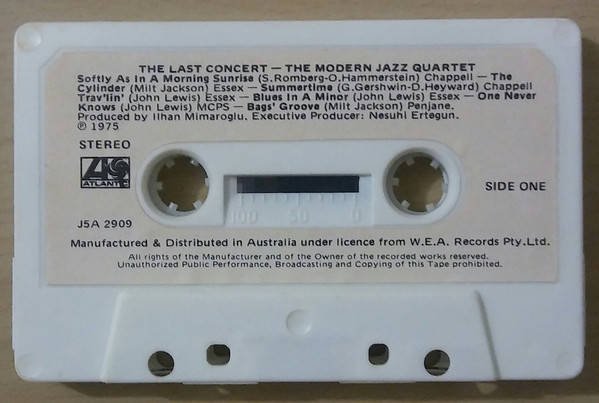 THE LAST CONCERT — THE MODERN JAZZ QUARTET
Softly As In A Morning Sunrise (S.Romberg-O.Hammerstein) Chappell — The
Cylinder (Milt Jackson) Essex — Summertime (G.Gershwin-D.Heyward) Chappell
Trav'lin' (John Lewis) Essex — Blues In A Minor (John Lewis) Essex — One Never
Knows (John Lewis) MCPS — Bags' Groove (Milt Jackson) Penjane.
Produced by Ilhan Mimaroglu. Executive Producer: Nesuhi Ertegun.
℗ 1975
STEREO
ATLANTIC
SIDE ONE
100 50 0
J5A 2909
Manufactured & Distributed in Australia under licence from W.E.A. Records Pty.Ltd.
All rights of the Manufacturer and of the Owner of the recorded works reserved.
Unauthorized Public Performance, Broadcasting and Copying of this Tape prohibited.